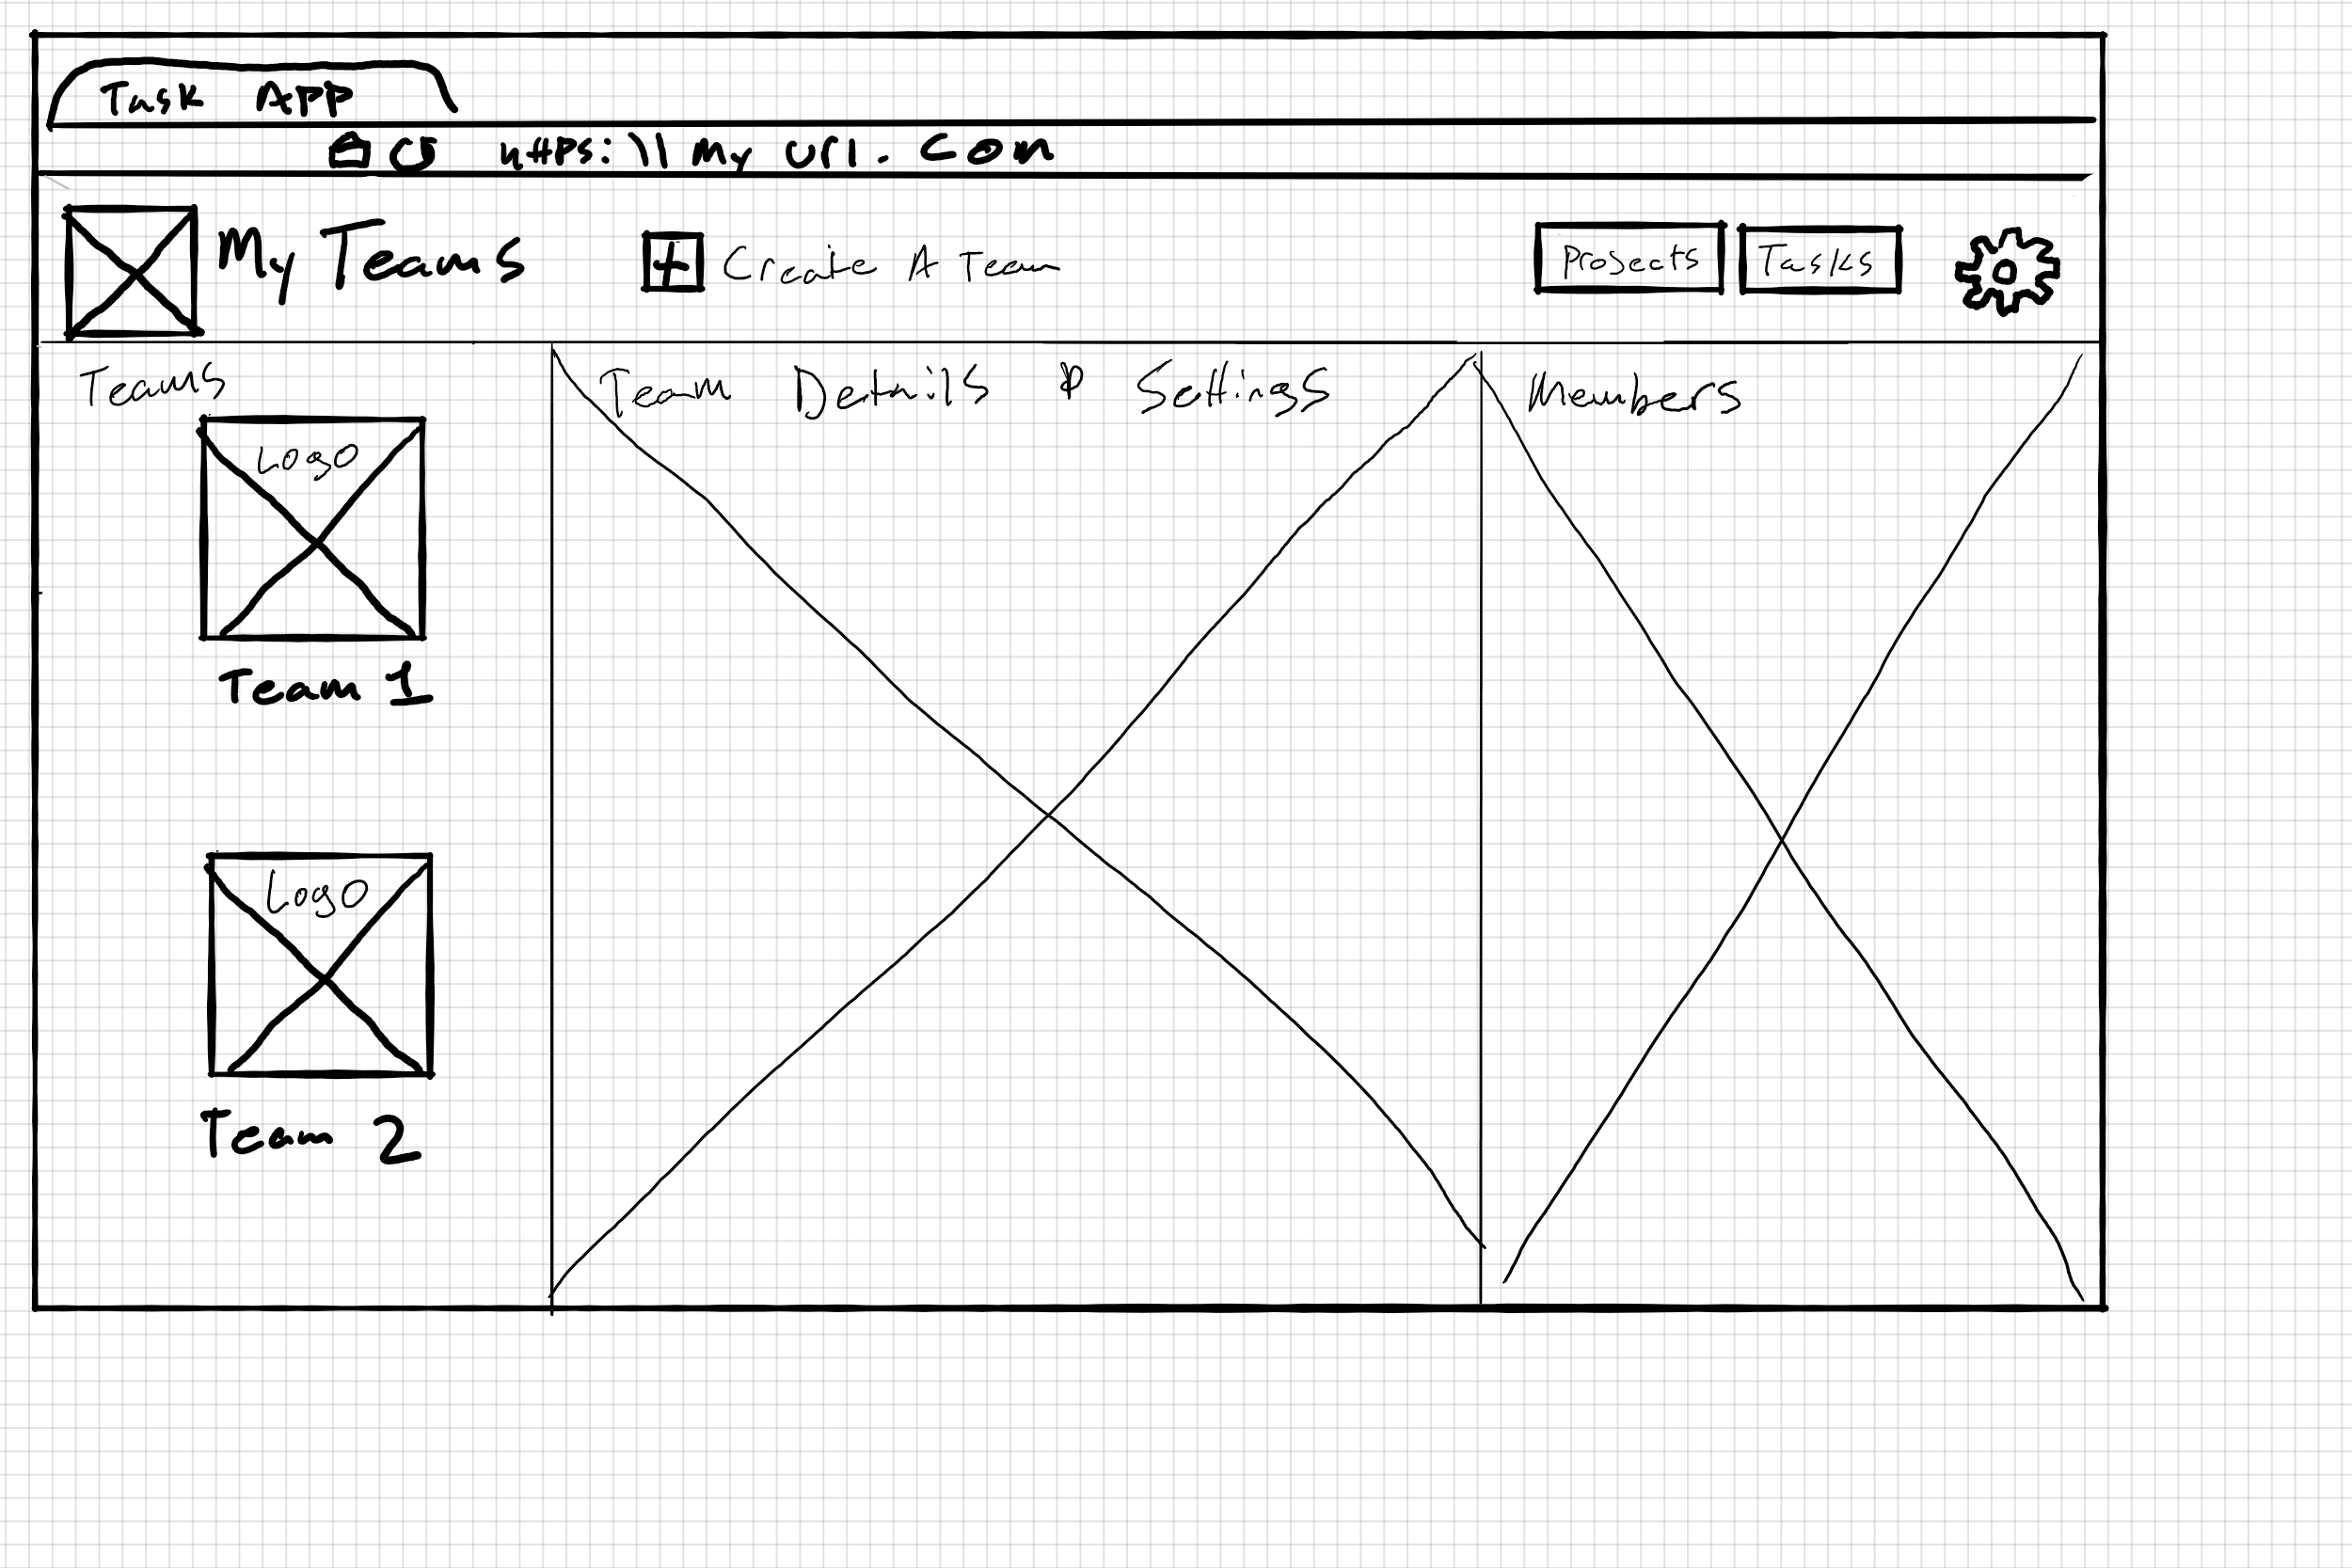 Task App
https:\\my url.com
My Teams
Create A Team
Projects
Tasks
Teams
Team Details & Settings
Members
Logo
Team 1
Logo
Team 2